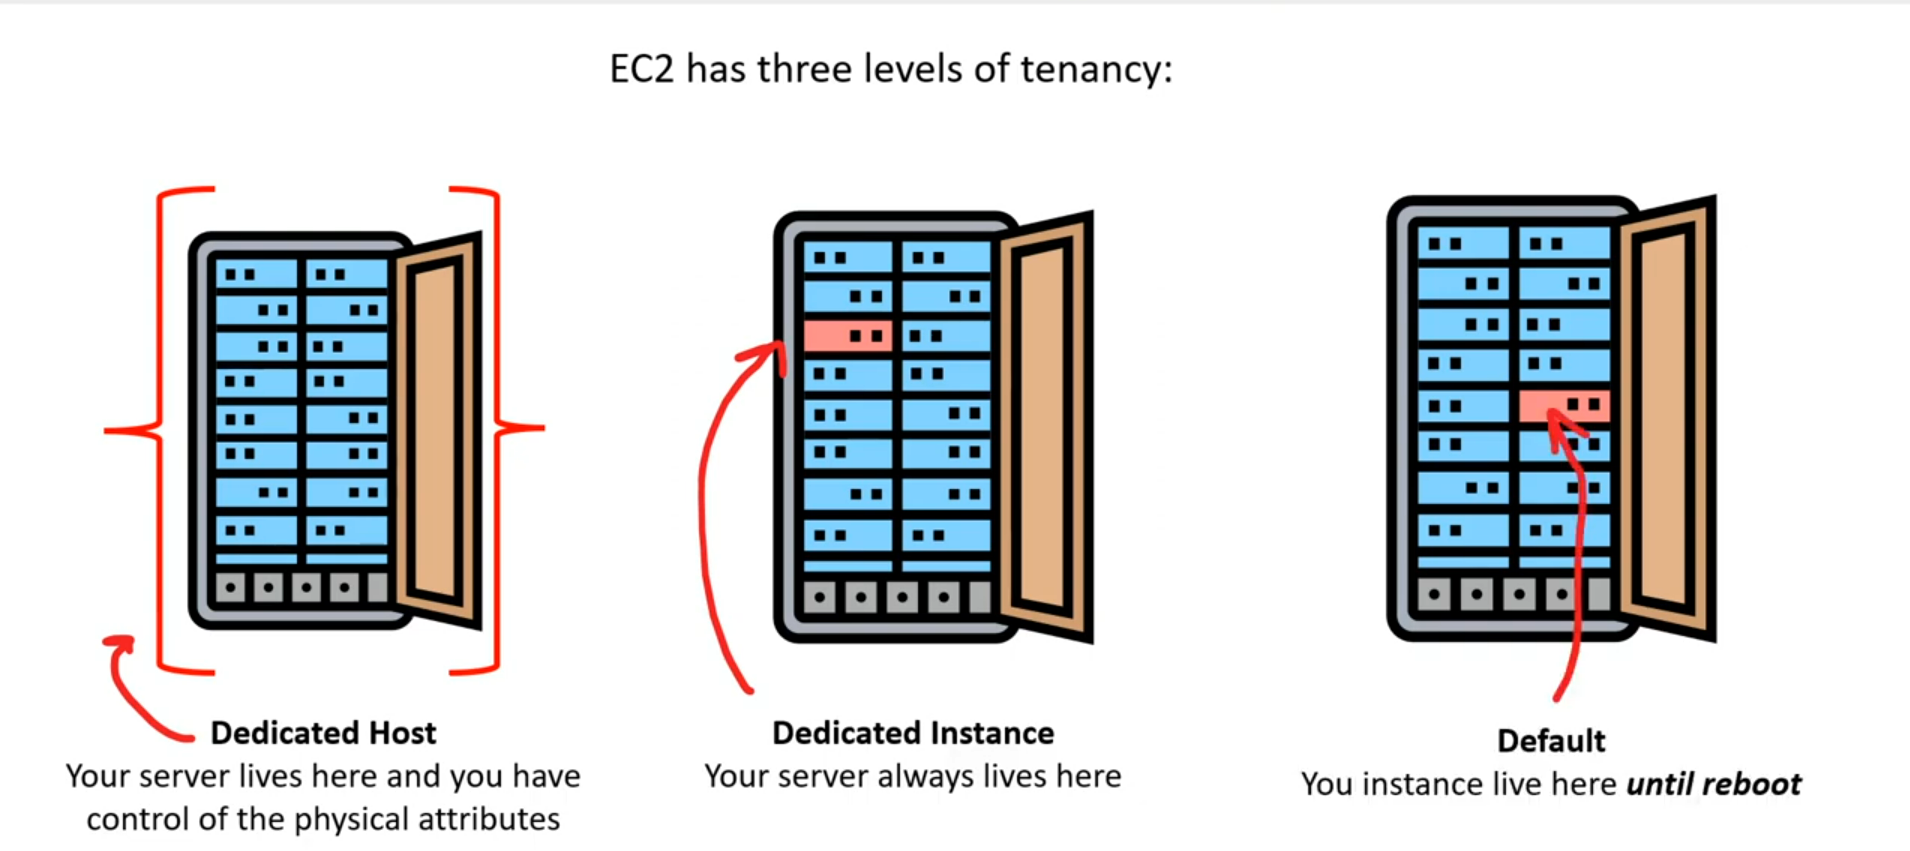 EC2 has three levels of tenancy:
Dedicated Host
Your server lives here and you have
control of the physical attributes
Dedicated Instance
Your server always lives here
Default
You instance live here until reboot